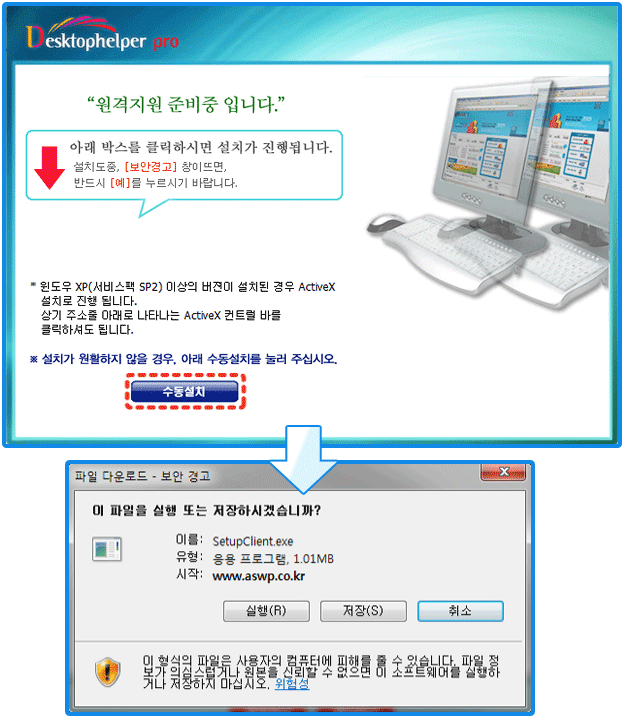 Desktophelper pro
“원격지원 준비중 입니다.”
아래 박스를 클릭하시면 설치가 진행됩니다.
설치도중, [보안경고] 창이뜨면,
반드시 [예]를 누르시기 바랍니다.
* 윈도우 XP(서비스팩 SP2) 이상의 버젼이 설치된 경우 ActiveX
설치로 진행 됩니다.
상기 주소줄 아래로 나타나는 ActiveX 컨트럴 바를
클릭하셔도 됩니다.
※ 설치가 원활하지 않을 경우, 아래 수동설치를 눌러 주십시오.
수동설치
파일 다운로드 - 보안 경고
이 파일을 실행 또는 저장하시겠습니까?
이름: SetupClient.exe
유형: 응용 프로그램, 1.01MB
시작: www.aswp.co.kr
실행(R) 저장(S) 취소
이 형식의 파일은 사용자의 컴퓨터에 피해를 줄 수 있습니다. 파일 정
보가 의심스럽거나 원본을 신뢰할 수 없으면 이 소프트웨어를 실행하
거나 저장하지 마십시오. 위험성